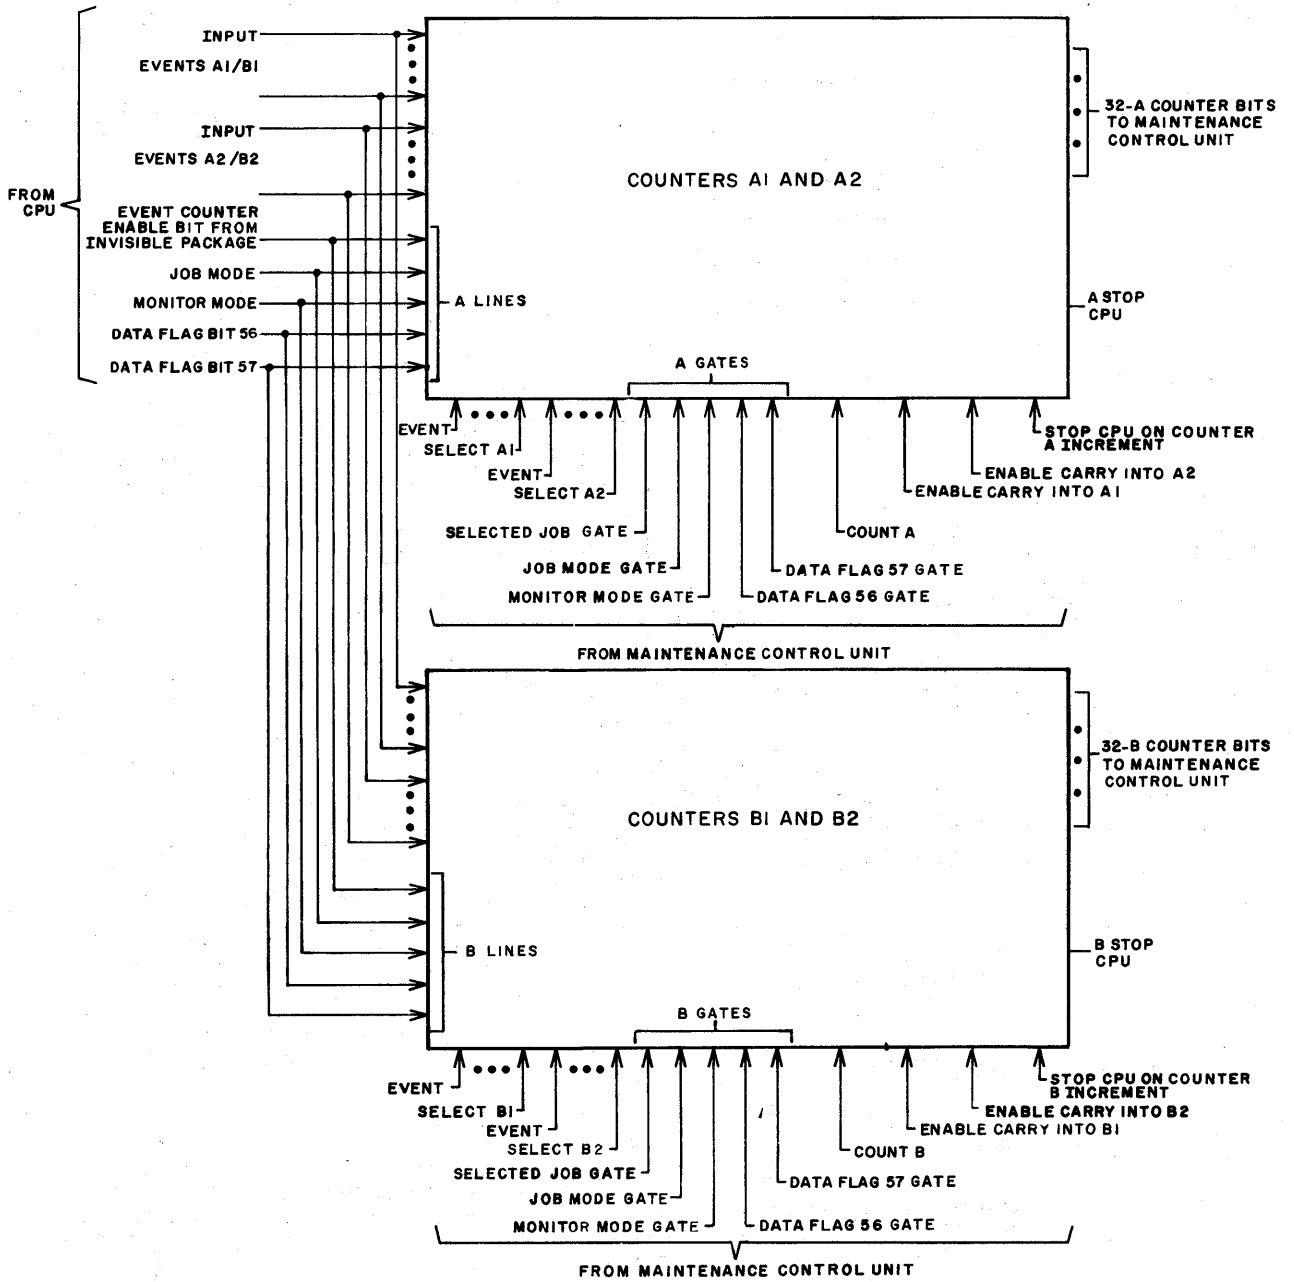 INPUT
EVENTS A1/B1
INPUT
EVENTS A2/B2
FROM
CPU
EVENT COUNTER
ENABLE BIT FROM
INVISIBLE PACKAGE
JOB MODE
MONITOR MODE
DATA FLAG BIT 56
DATA FLAG BIT 57
COUNTERS A1 AND A2
A LINES
A GATES
32-A COUNTER BITS
TO MAINTENANCE
CONTROL UNIT
A STOP
CPU
EVENT
SELECT A1
EVENT
SELECT A2
SELECTED JOB GATE
JOB MODE GATE
MONITOR MODE GATE
DATA FLAG 56 GATE
DATA FLAG 57 GATE
COUNT A
ENABLE CARRY INTO A1
ENABLE CARRY INTO A2
STOP CPU ON COUNTER
A INCREMENT
FROM MAINTENANCE CONTROL UNIT
COUNTERS B1 AND B2
B LINES
B GATES
32-B COUNTER BITS
TO MAINTENANCE
CONTROL UNIT
B STOP
CPU
EVENT
SELECT B1
EVENT
SELECT B2
SELECTED JOB GATE
JOB MODE GATE
MONITOR MODE GATE
DATA FLAG 56 GATE
DATA FLAG 57 GATE
COUNT B
ENABLE CARRY INTO B1
ENABLE CARRY INTO B2
STOP CPU ON COUNTER
B INCREMENT
FROM MAINTENANCE CONTROL UNIT